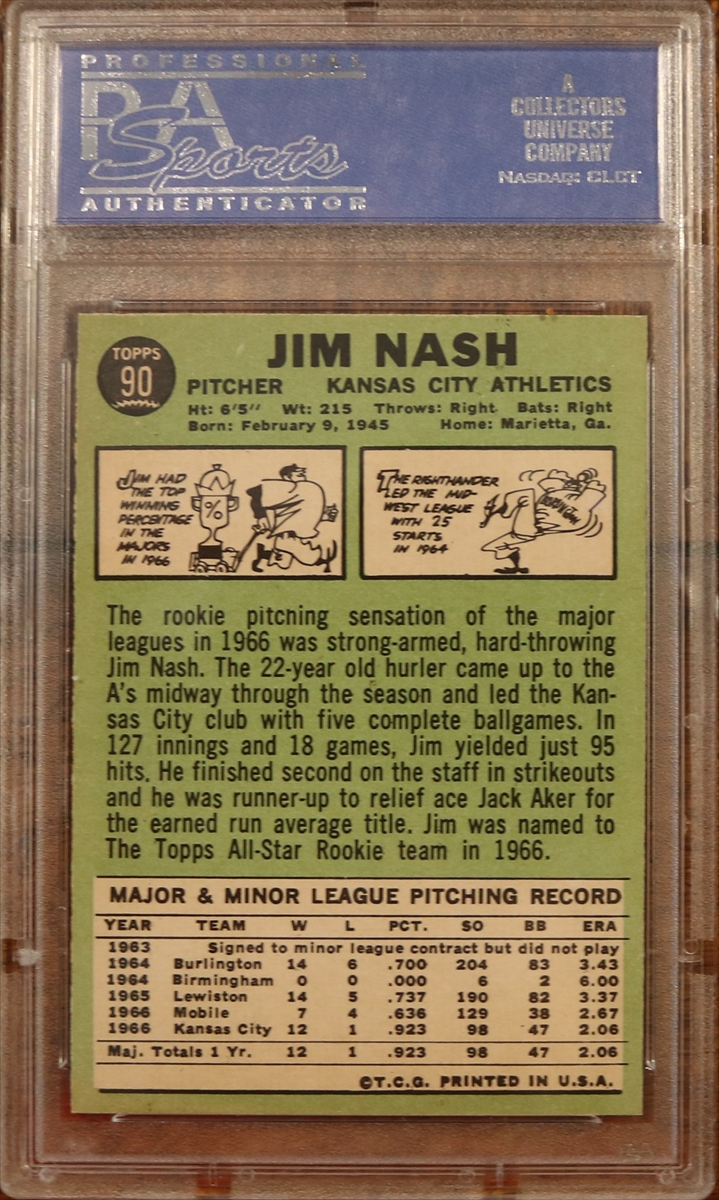 PROFESSIONAL
PSA
Sports
AUTHENTICATOR
A
COLLECTORS
UNIVERSE
COMPANY
NASDAQ: CLCT
TOPPS
90
JIM NASH
PITCHER KANSAS CITY ATHLETICS
Ht: 6'5" Wt: 215 Throws: Right Bats: Right
Born: February 9, 1945 Home: Marietta, Ga.
JIM HAD
THE TOP
WINNING
PERCENTAGE
IN THE
MAJORS
IN 1966
%
THE RIGHTHANDER
LED THE MID-
WEST LEAGUE
WITH 25
STARTS
IN 1964
The rookie pitching sensation of the major
leagues in 1966 was strong-armed, hard-throwing
Jim Nash. The 22-year old hurler came up to the
A's midway through the season and led the Kan-
sas City club with five complete ballgames. In
127 innings and 18 games, Jim yielded just 95
hits. He finished second on the staff in strikeouts
and he was runner-up to relief ace Jack Aker for
the earned run average title. Jim was named to
The Topps All-Star Rookie team in 1966.
MAJOR & MINOR LEAGUE PITCHING RECORD
YEAR TEAM W L PCT. SO BB ERA
1963 Signed to minor league contract but did not play
1964 Burlington 14 6 .700 204 83 3.43
1964 Birmingham 0 0 .000 6 2 6.00
1965 Lewiston 14 5 .737 190 82 3.37
1966 Mobile 7 4 .636 129 38 2.67
1966 Kansas City 12 1 .923 98 47 2.06
Maj. Totals 1 Yr. 12 1 .923 98 47 2.06
©T.C.G. PRINTED IN U.S.A.